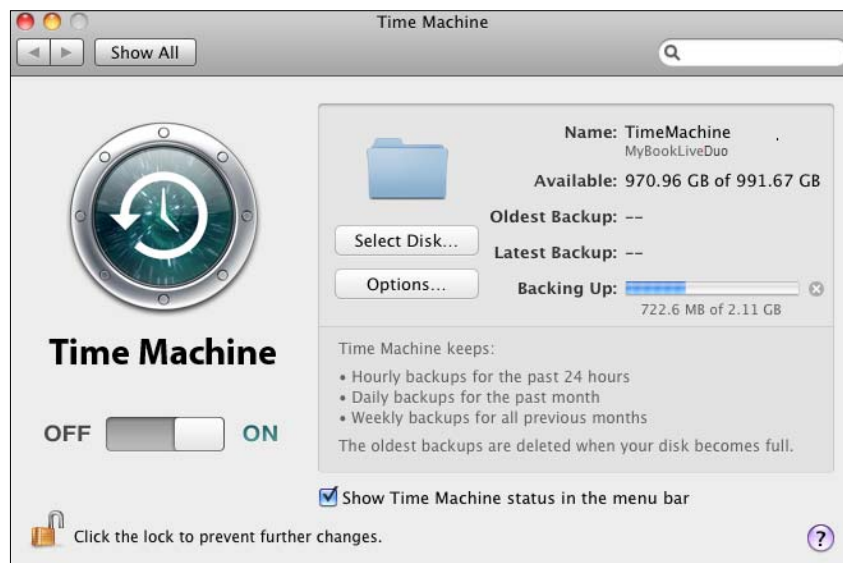 Time Machine
Show All
Name: TimeMachine
MyBookLiveDuo
Available: 970.96 GB of 991.67 GB
Oldest Backup: --
Select Disk...
Latest Backup: --
Options...
Backing Up:
722.6 MB of 2.11 GB
Time Machine
Time Machine keeps:
• Hourly backups for the past 24 hours
• Daily backups for the past month
• Weekly backups for all previous months
The oldest backups are deleted when your disk becomes full.
OFF ON
Show Time Machine status in the menu bar
Click the lock to prevent further changes.
?